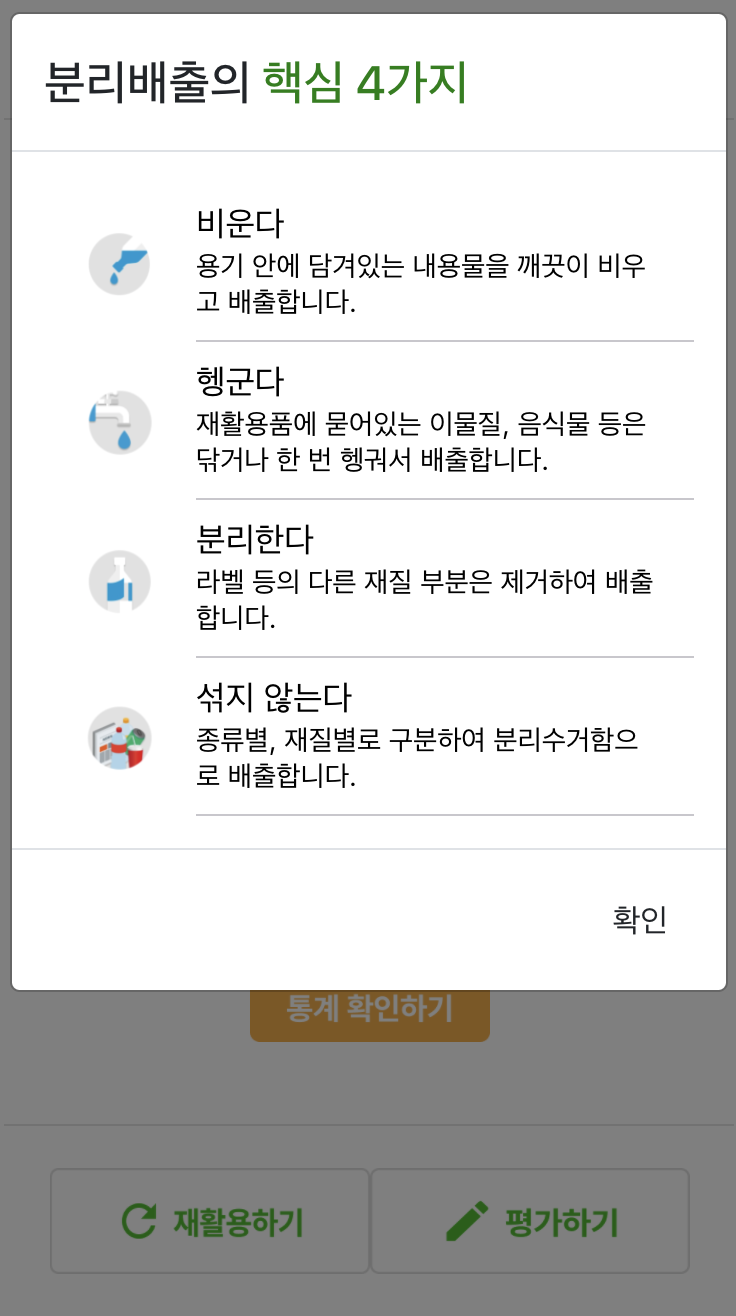 분리배출의 핵심 4가지
비운다
용기 안에 담겨있는 내용물을 깨끗이 비우
고 배출합니다.
헹군다
재활용품에 묻어있는 이물질, 음식물 등은
닦거나 한 번 헹궈서 배출합니다.
분리한다
라벨 등의 다른 재질 부분은 제거하여 배출
합니다.
섞지 않는다
종류별, 재질별로 구분하여 분리수거함으
로 배출합니다.
확인
통계 확인하기
재활용하기
평가하기